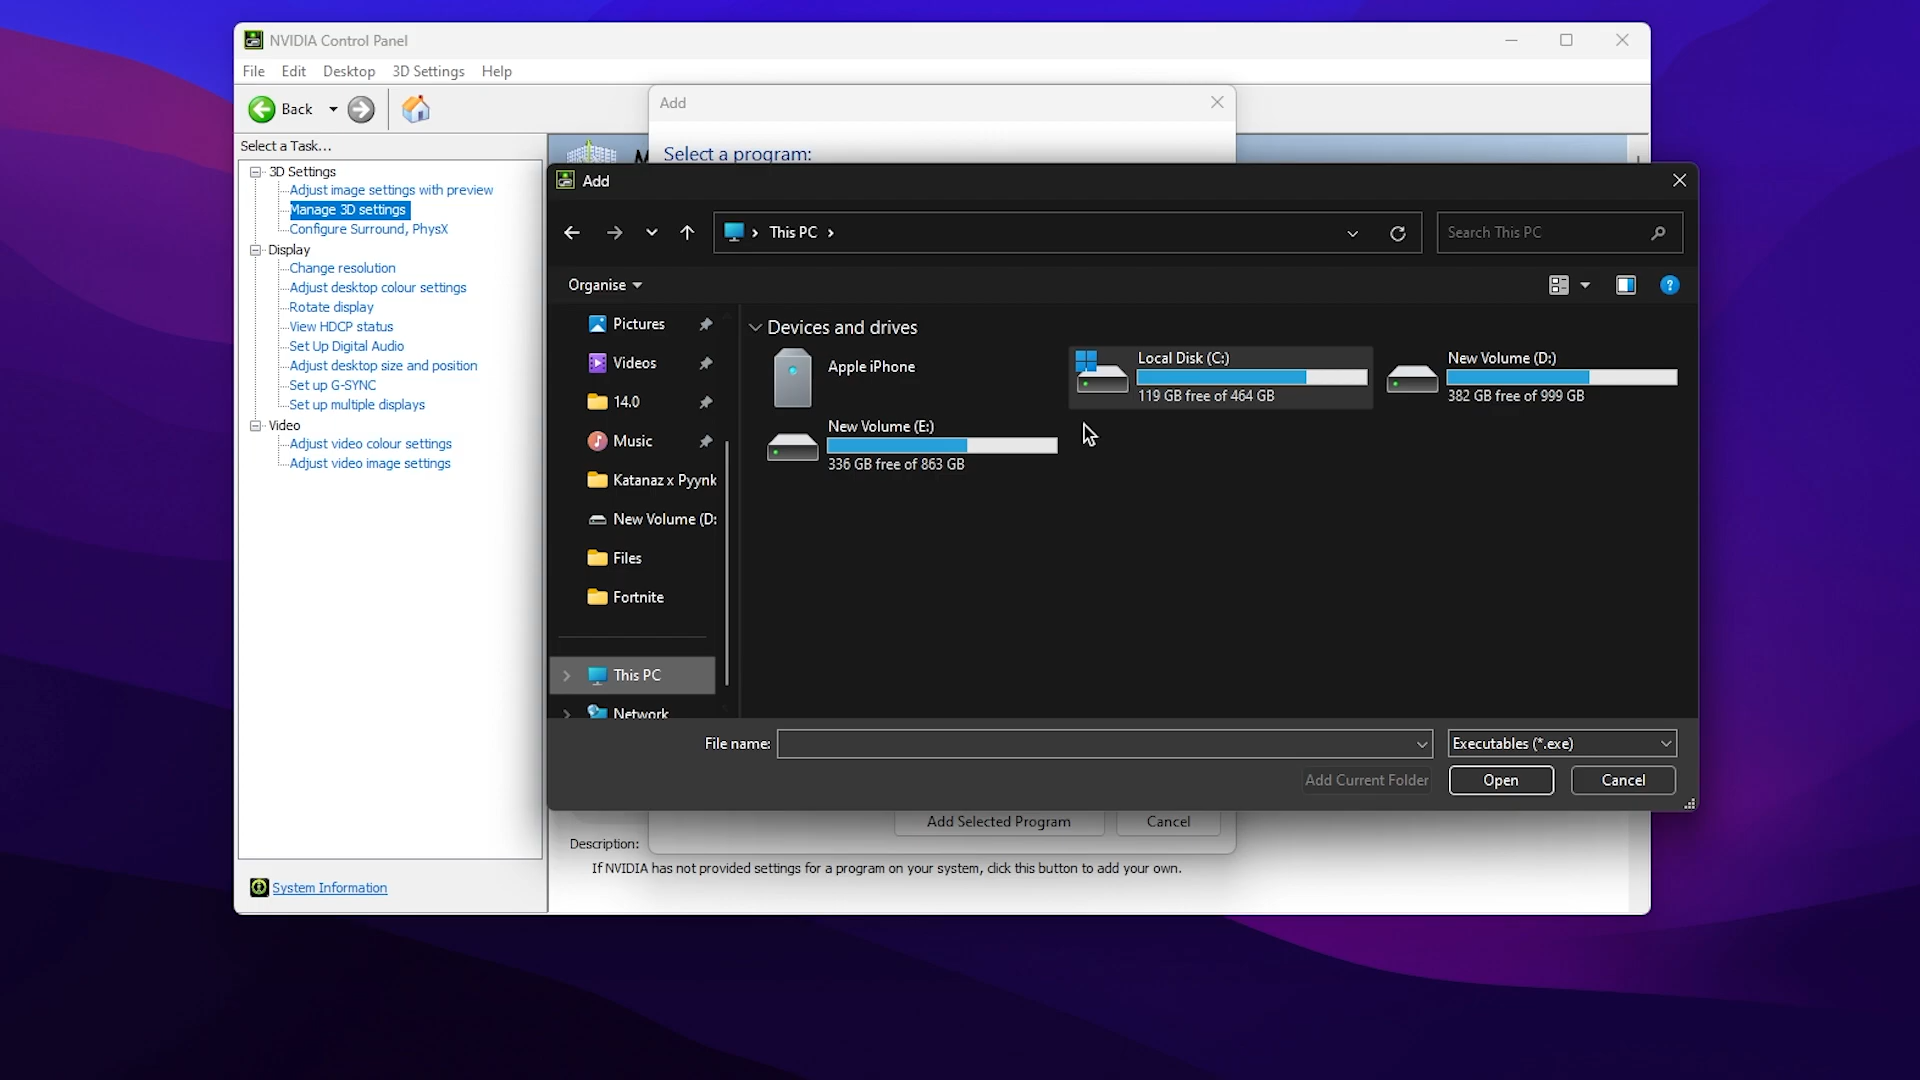 NVIDIA Control Panel
File Edit Desktop 3D Settings Help
Back
Add
Select a Task...
Select a program:
3D Settings
Adjust image settings with preview
Manage 3D settings
Configure Surround, PhysX
Display
Change resolution
Adjust desktop colour settings
Rotate display
View HDCP status
Set Up Digital Audio
Adjust desktop size and position
Set up G-SYNC
Set up multiple displays
Video
Adjust video colour settings
Adjust video image settings
System Information
Add
This PC
Search This PC
Organise
Pictures
Videos
14.0
Music
Katanaz x Pyynk
New Volume (D:
Files
Fortnite
This PC
Network
Devices and drives
Apple iPhone
Local Disk (C:)
119 GB free of 464 GB
New Volume (D:)
382 GB free of 999 GB
New Volume (E:)
336 GB free of 863 GB
File name:
Executables (*.exe)
Add Current Folder
Open
Cancel
Add Selected Program
Cancel
Description:
If NVIDIA has not provided settings for a program on your system, click this button to add your own.